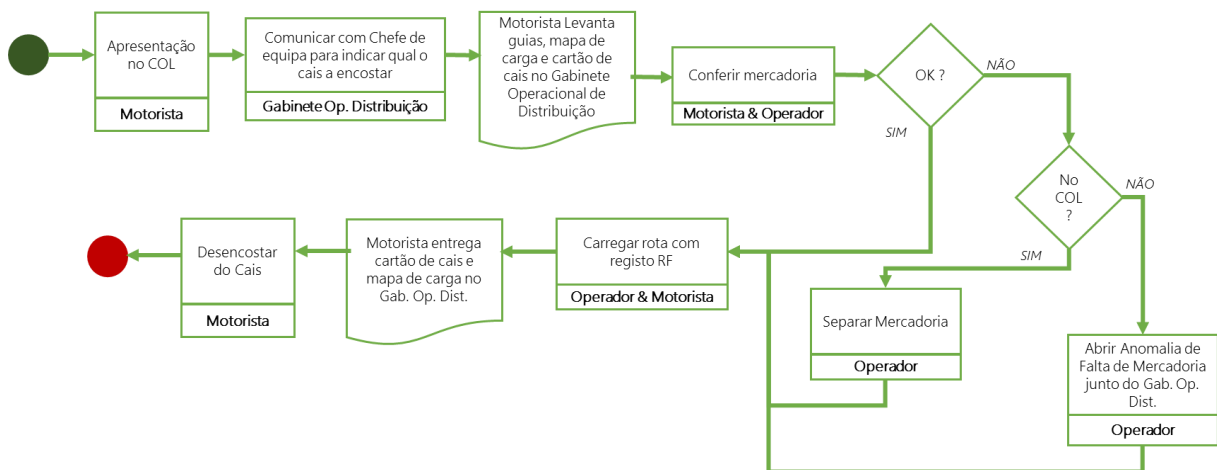 Apresentação
no COL
Motorista
Comunicar com Chefe de
equipa para indicar qual o
cais a encostar
Gabinete Op. Distribuição
Motorista Levanta
guias, mapa de
carga e cartão de
cais no Gabinete
Operacional de
Distribuição
Conferir mercadoria
Motorista & Operador
OK ?
NÃO
SIM
No
COL
?
NÃO
SIM
Desencostar
do Cais
Motorista
Motorista entrega
cartão de cais e
mapa de carga no
Gab. Op. Dist.
Carregar rota com
registo RF
Operador & Motorista
Separar Mercadoria
Operador
Abrir Anomalia de
Falta de Mercadoria
junto do Gab. Op.
Dist.
Operador